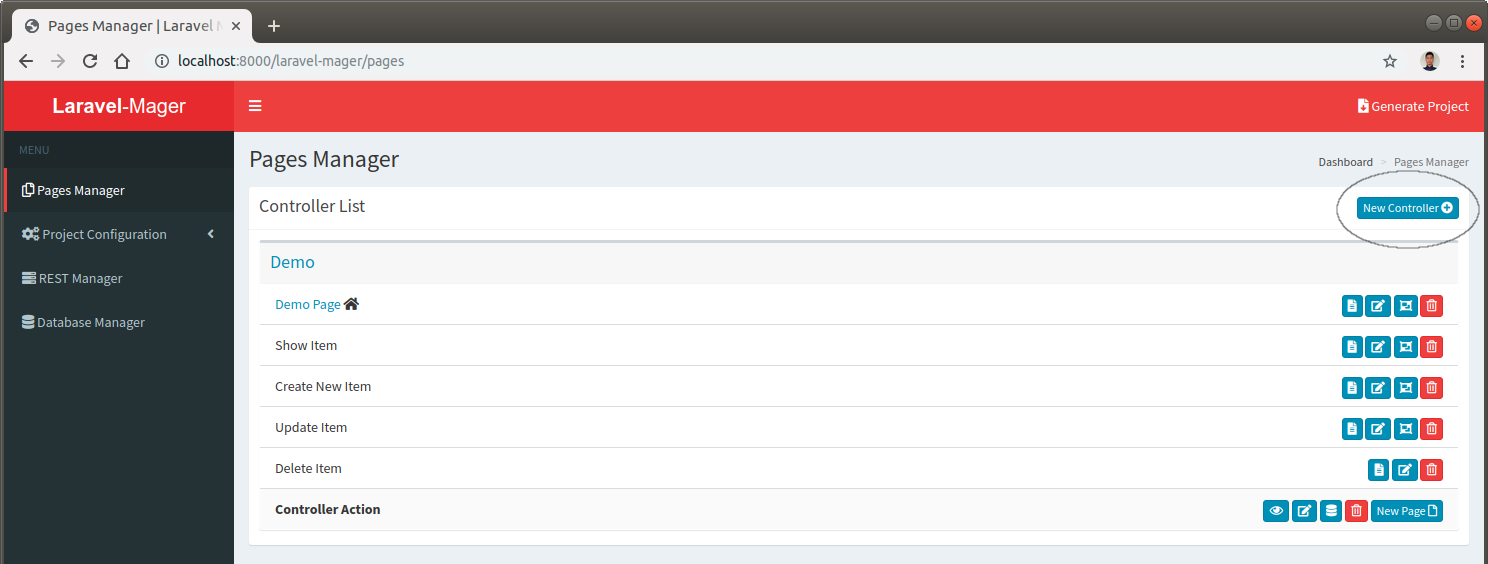 Pages Manager | Laravel
localhost:8000/laravel-mager/pages
Laravel-Mager
Generate Project
MENU
Pages Manager
Project Configuration
REST Manager
Database Manager
Pages Manager
Dashboard > Pages Manager
Controller List
New Controller
Demo
Demo Page
Show Item
Create New Item
Update Item
Delete Item
Controller Action
New Page